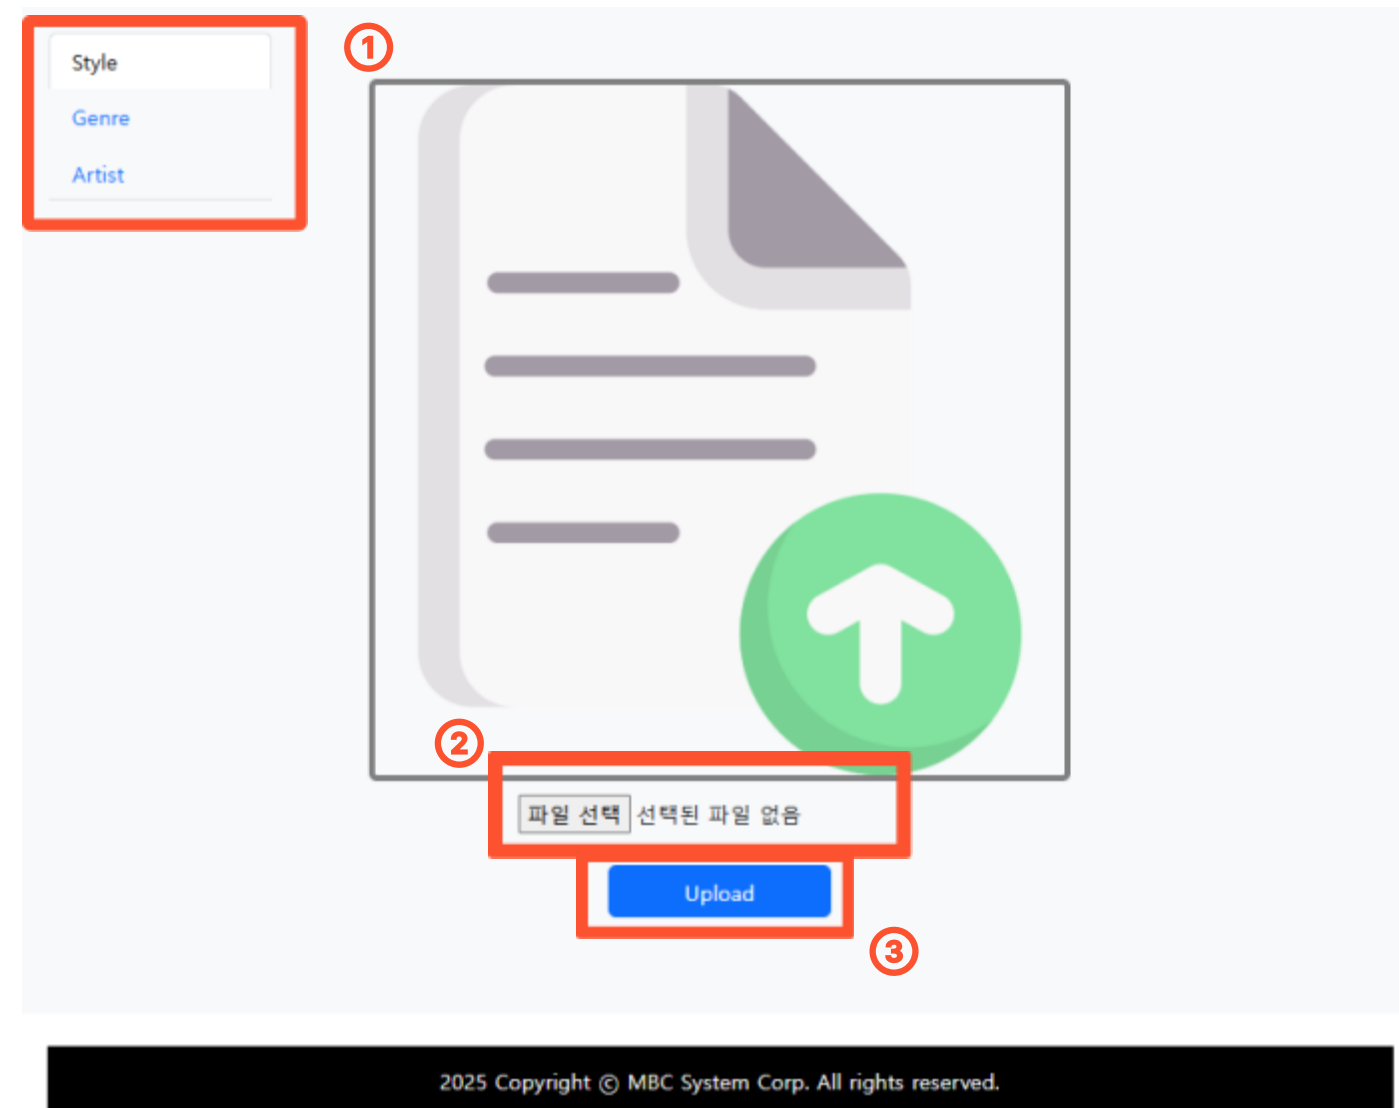 Style
①
Genre
Artist
②
파일 선택 선택된 파일 없음
Upload
③
2025 Copyright © MBC System Corp. All rights reserved.